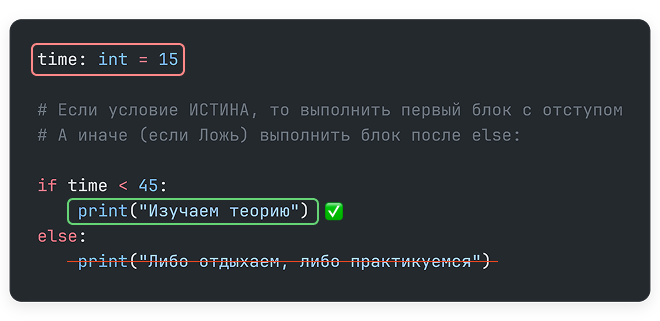 time: int = 15
# Если условие ИСТИНА, то выполнить первый блок с отступом
# А иначе (если Ложь) выполнить блок после else:
if time < 45:
print("Изучаем теорию") ✅
else:
print("Либо отдыхаем, либо практикуемся")